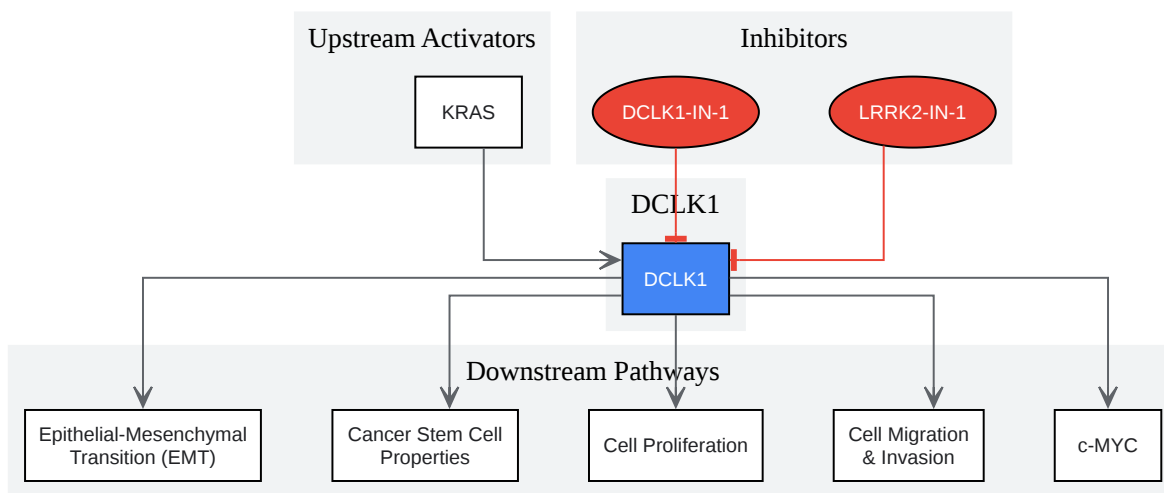 Upstream Activators
Inhibitors
KRAS
DCLK1-IN-1
LRRK2-IN-1
DCLK1
DCLK1
Downstream Pathways
Epithelial-Mesenchymal
Transition (EMT)
Cancer Stem Cell
Properties
Cell Proliferation
Cell Migration
& Invasion
c-MYC